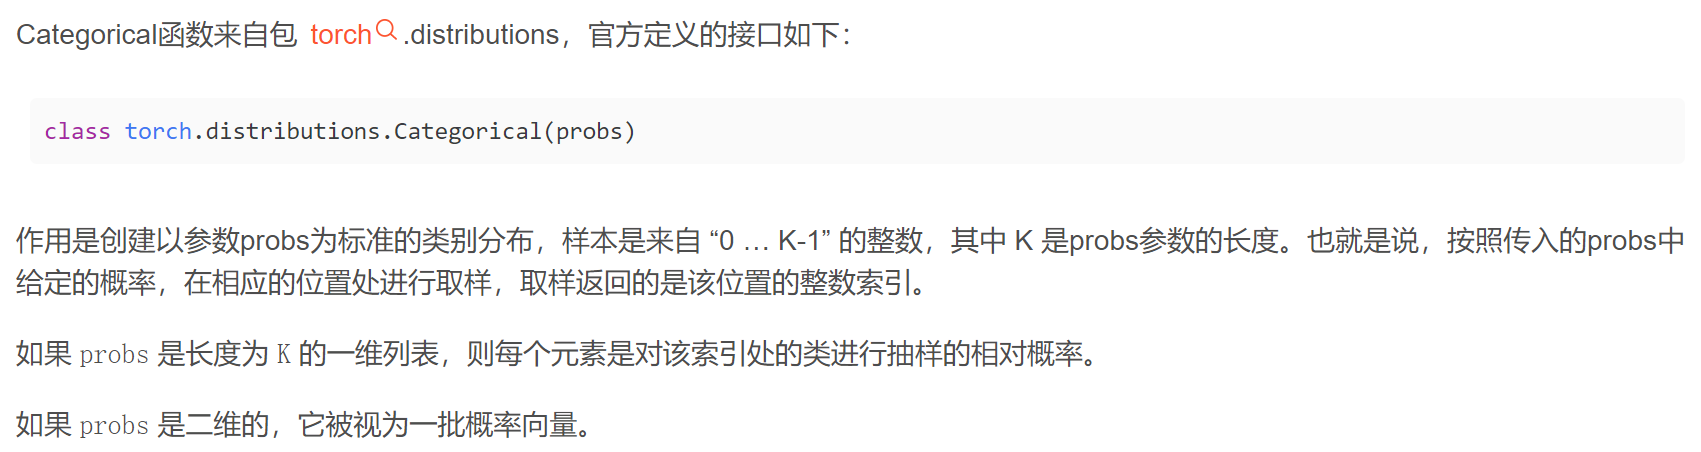 Categorical函数来自包 torch.distributions，官方定义的接口如下：
class torch.distributions.Categorical(probs)
作用是创建以参数probs为标准的类别分布，样本是来自 “0 … K-1” 的整数，其中 K 是probs参数的长度。也就是说，按照传入的probs中
给定的概率，在相应的位置处进行取样，取样返回的是该位置的整数索引。
如果 probs 是长度为 K 的一维列表，则每个元素是对该索引处的类进行抽样的相对概率。
如果 probs 是二维的，它被视为一批概率向量。